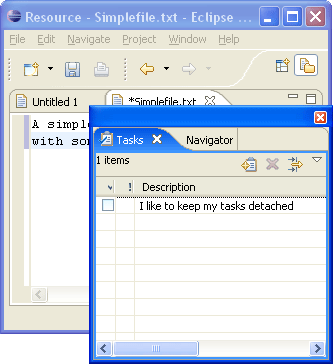 Resource - Simplefile.txt - Eclipse ...
File Edit Navigate Project Window Help
Untitled 1 *Simplefile.txt
A simple
with so
Tasks Navigator
1 items
! Description
I like to keep my tasks detached